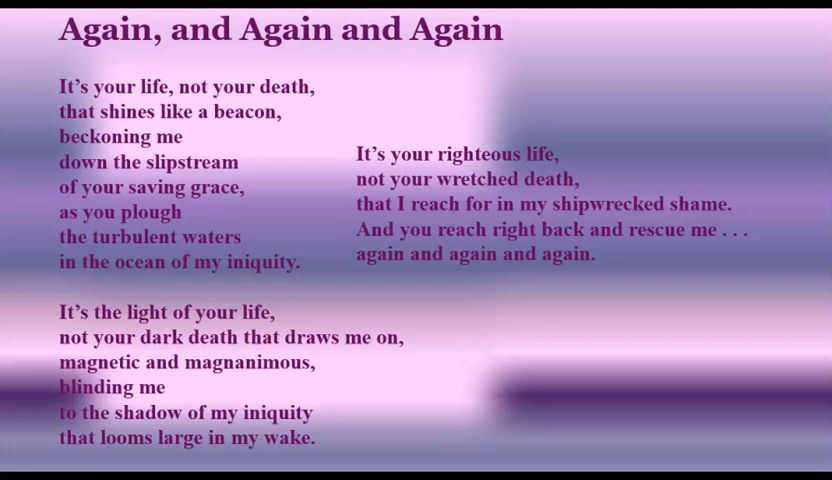 Again, and Again and Again
It’s your life, not your death,
that shines like a beacon,
beckoning me
down the slipstream
of your saving grace,
as you plough
the turbulent waters
in the ocean of my iniquity.
It’s the light of your life,
not your dark death that draws me on,
magnetic and magnanimous,
blinding me
to the shadow of my iniquity
that looms large in my wake.
It’s your righteous life,
not your wretched death,
that I reach for in my shipwrecked shame.
And you reach right back and rescue me . . .
again and again and again.